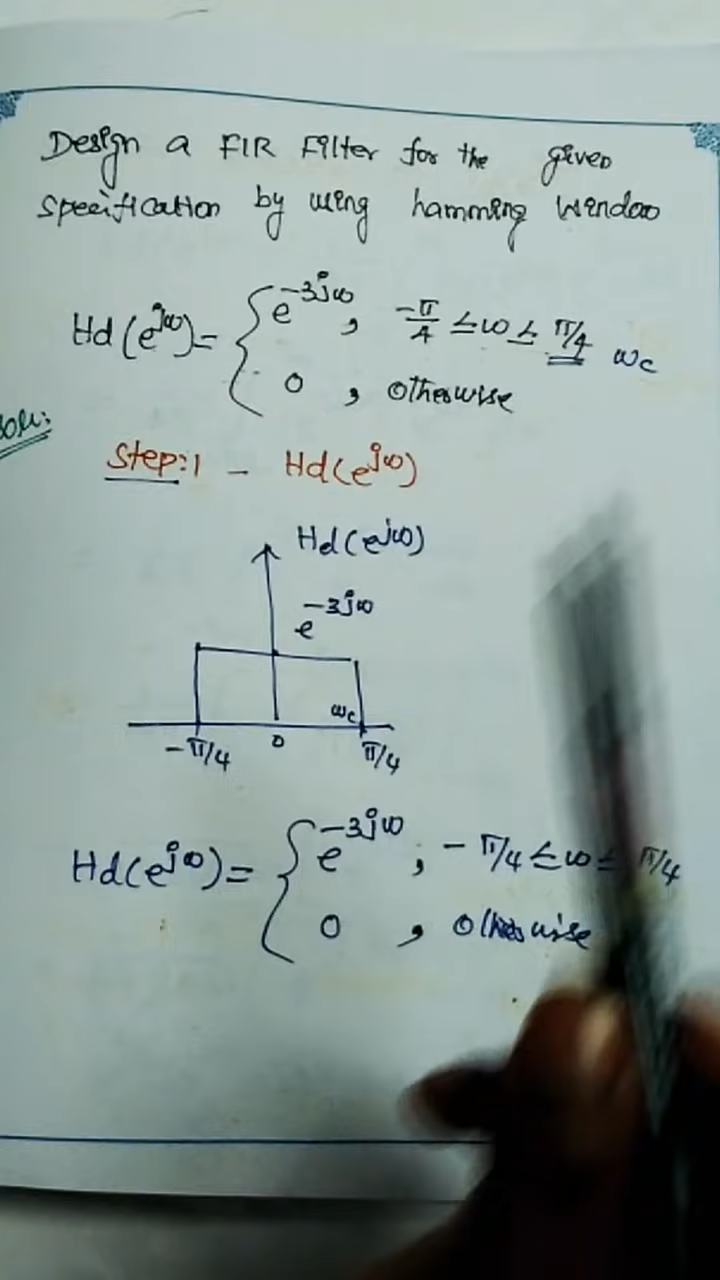 Design a FIR Filter for the given
specification by using hamming window
Hd(e^jω)= { e^-3jω , -π/4 ≤ω≤ π/4 ωc
0 , otherwise
Soln:
Step:1 - Hd(e^jω)
Hd(e^jω)
e^-3jω
ωc
-π/4 0 π/4
Hd(e^jω)= { e^-3jω ; -π/4 ≤ω≤ π/4
0 , otherwise